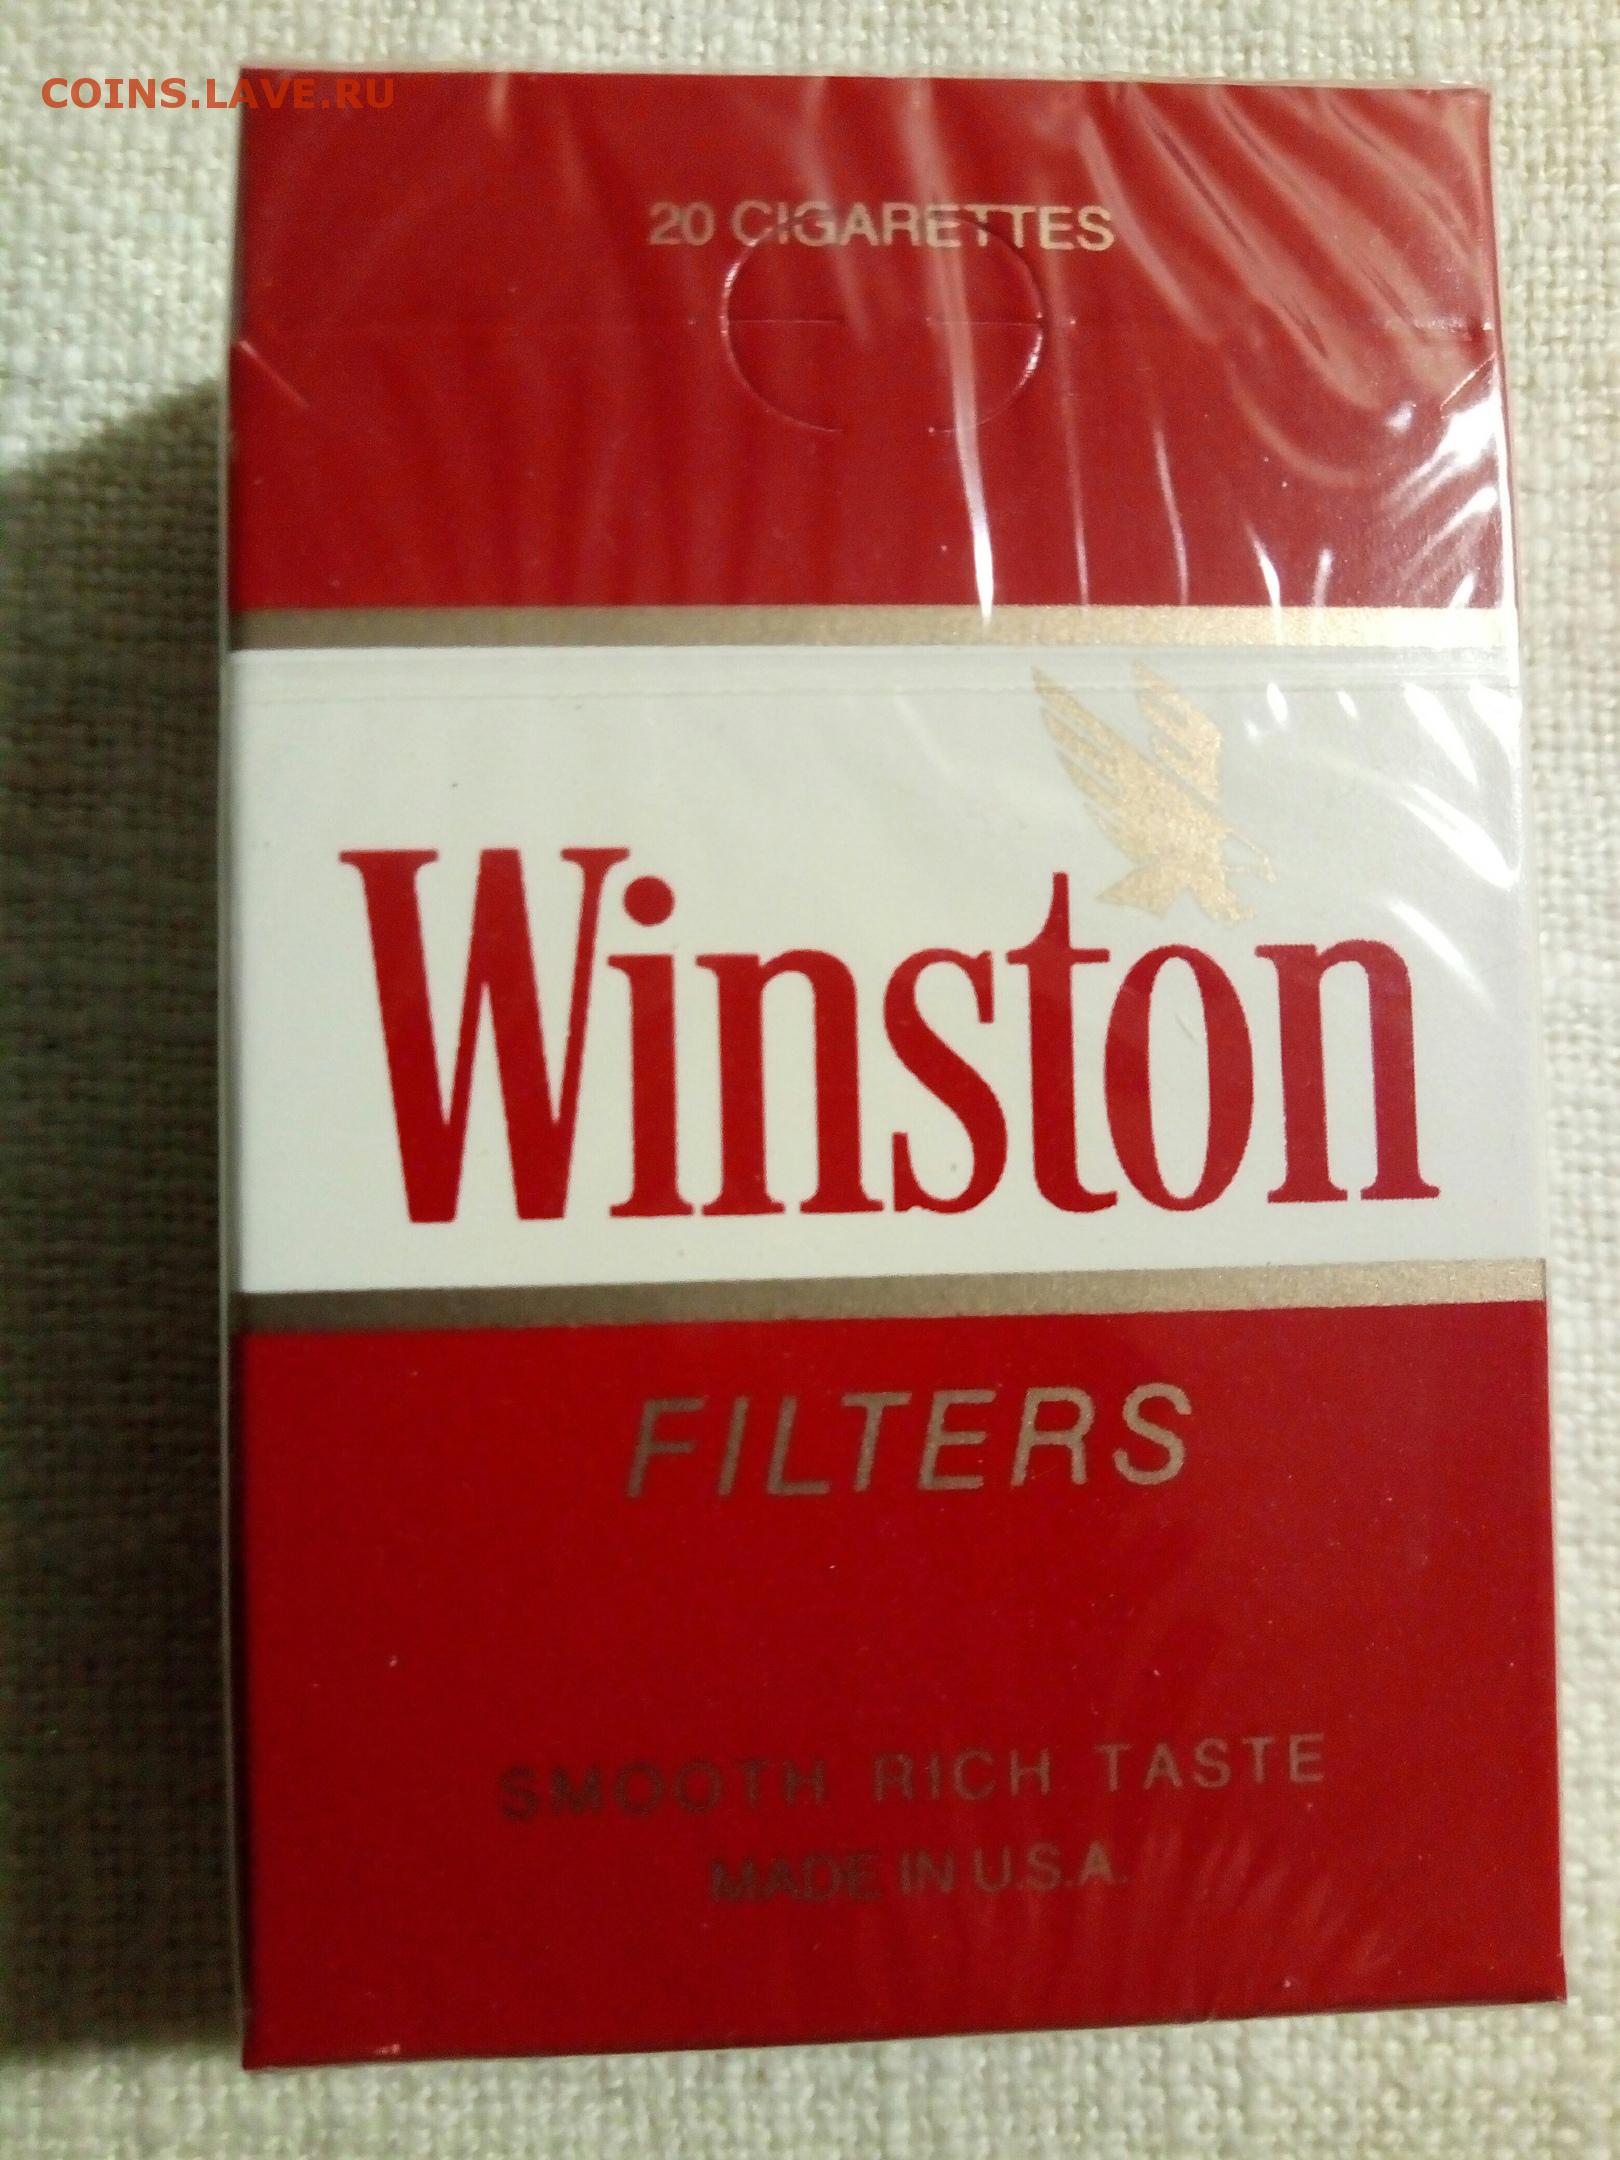 COINS.LAVE.RU
20 CIGARETTES
Winston
FILTERS
SMOOTH RICH TASTE
MADE IN U.S.A.